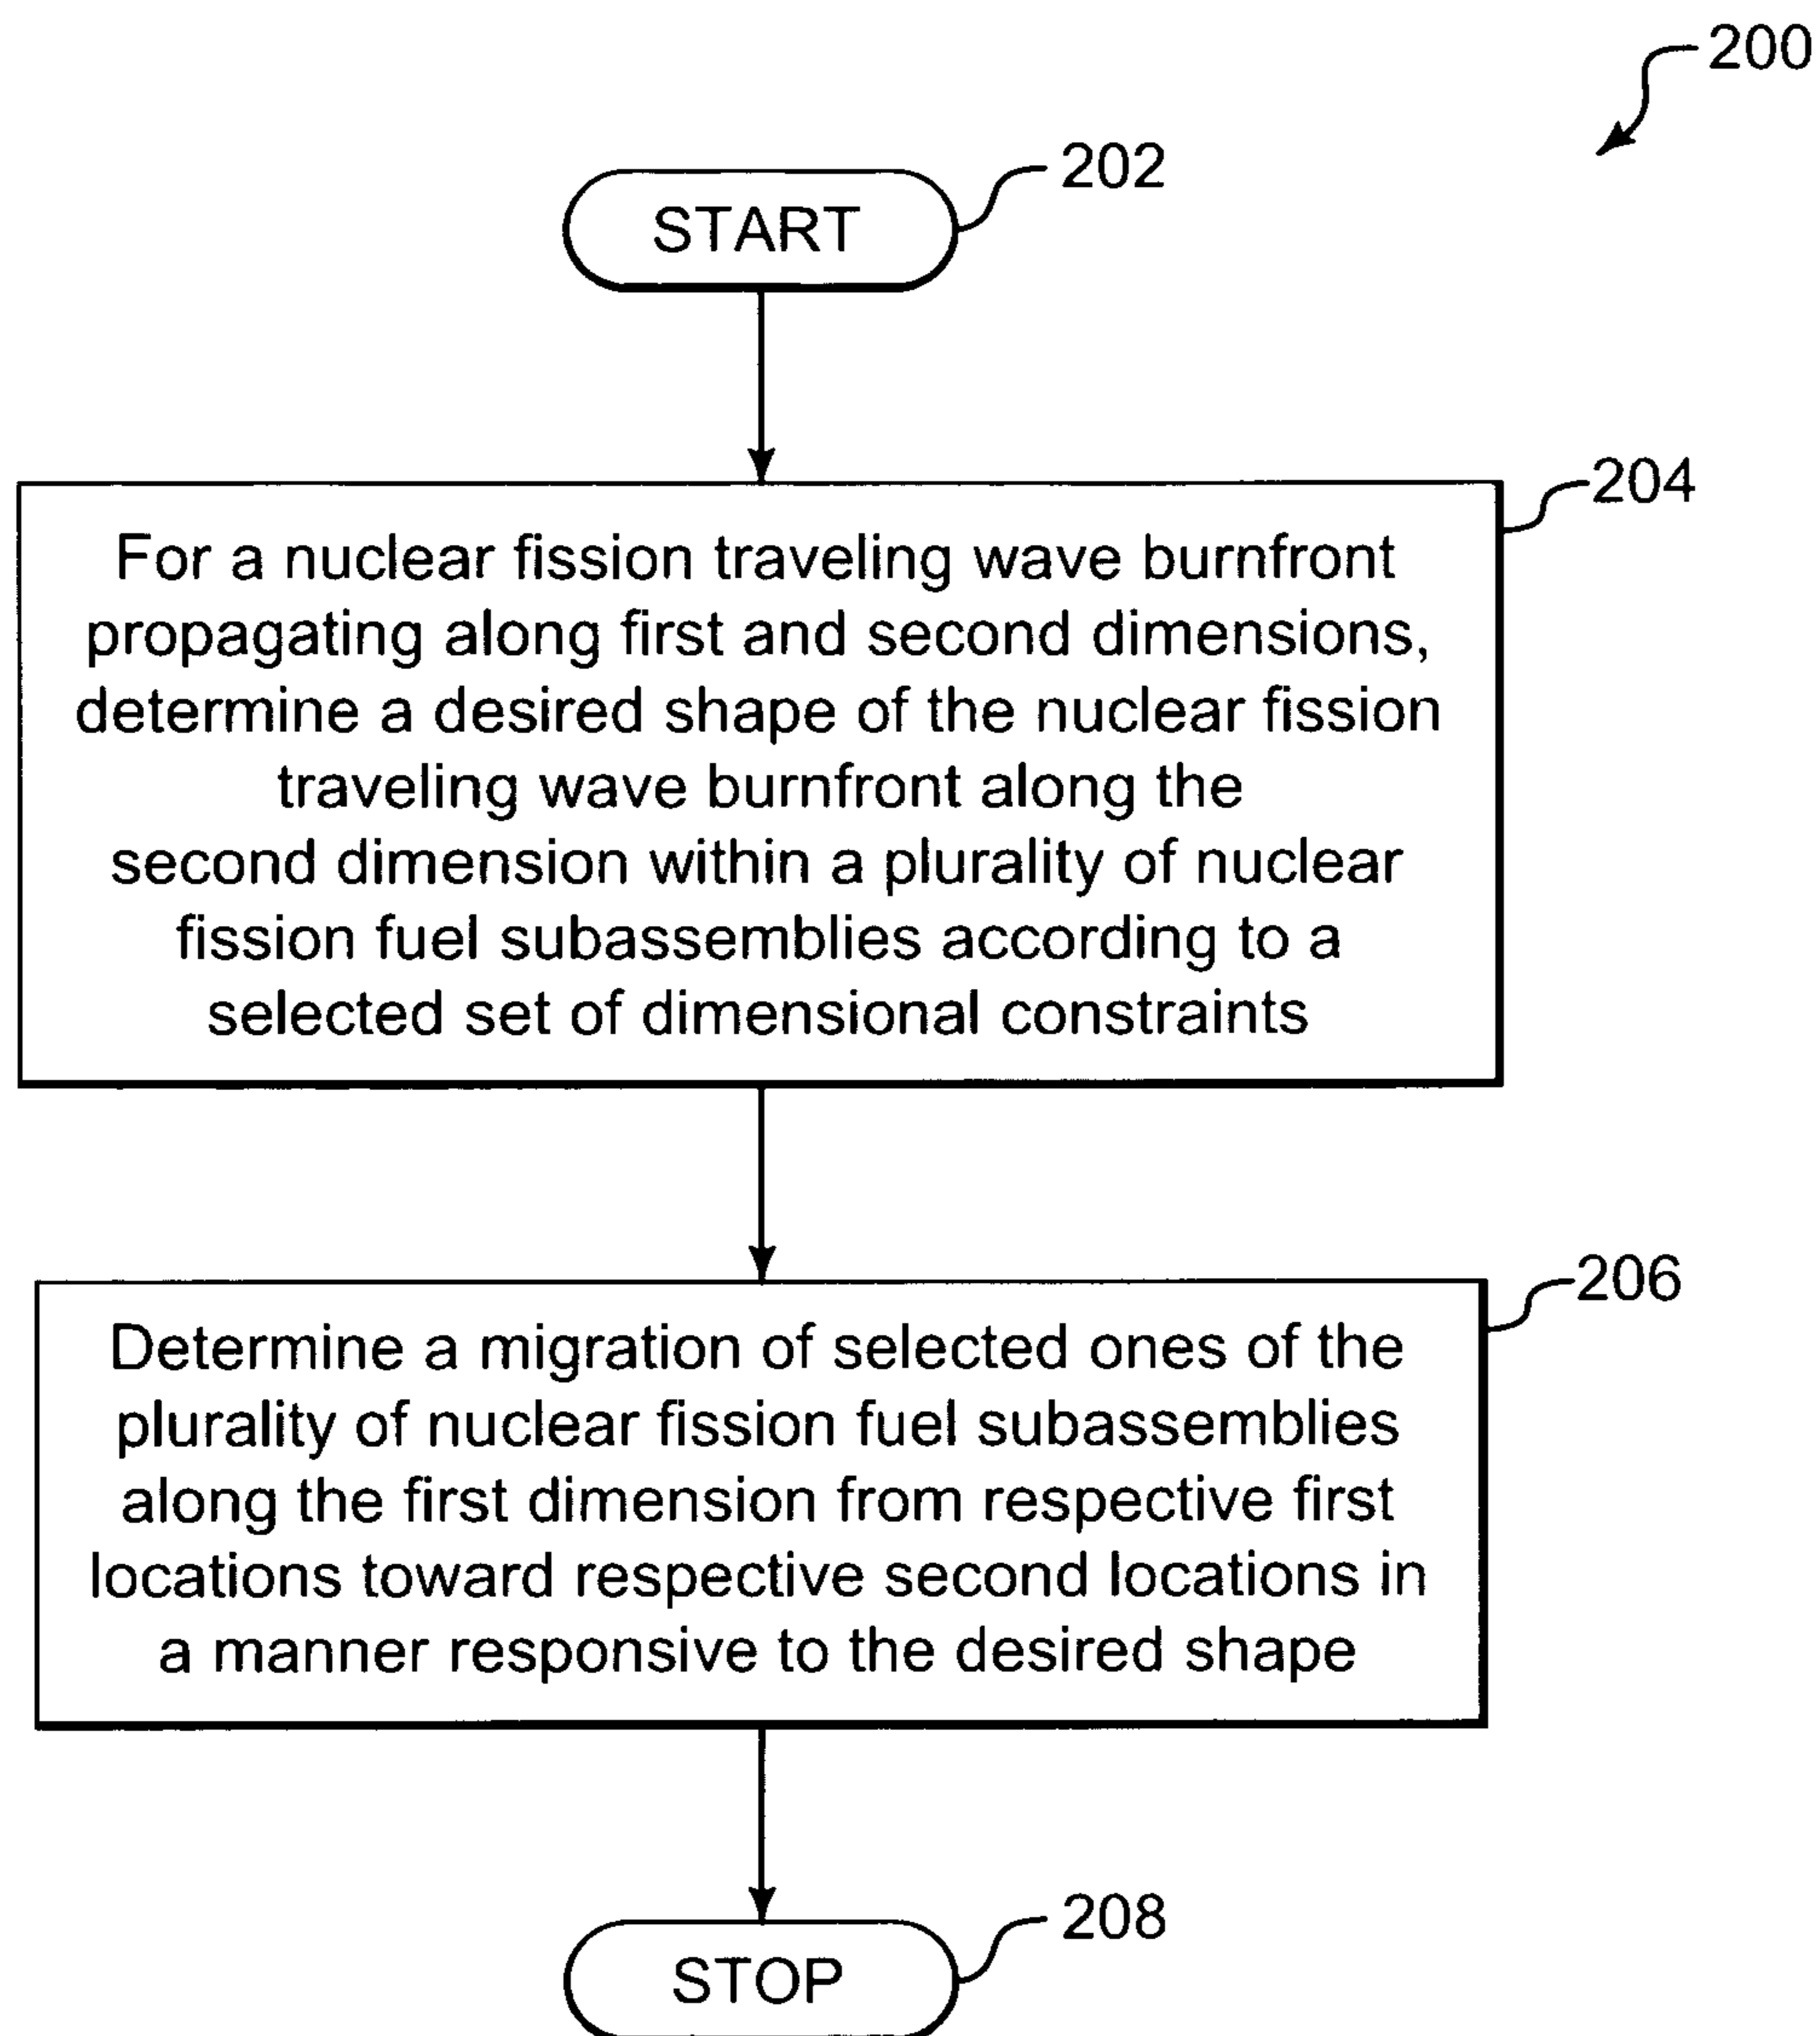 200
202
START
204
For a nuclear fission traveling wave burnfront
propagating along first and second dimensions,
determine a desired shape of the nuclear fission
traveling wave burnfront along the
second dimension within a plurality of nuclear
fission fuel subassemblies according to a
selected set of dimensional constraints
206
Determine a migration of selected ones of the
plurality of nuclear fission fuel subassemblies
along the first dimension from respective first
locations toward respective second locations in
a manner responsive to the desired shape
208
STOP